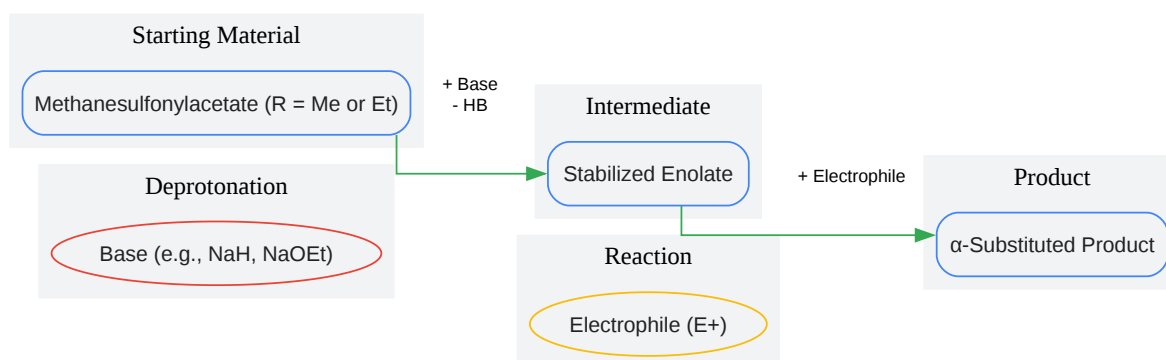 Starting Material
Methanesulfonylacetate (R = Me or Et)
+ Base
- HB
Deprotonation
Base (e.g., NaH, NaOEt)
Intermediate
Stabilized Enolate
+ Electrophile
Reaction
Electrophile (E+)
Product
α-Substituted Product